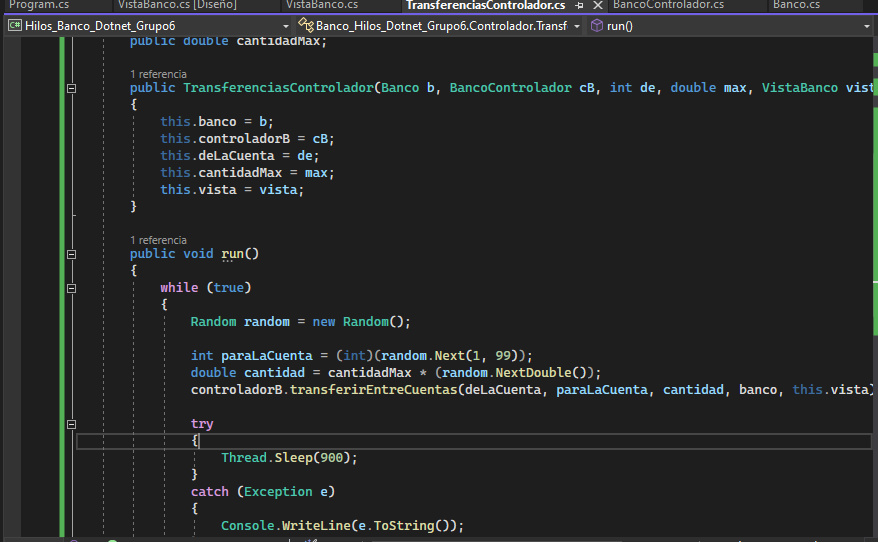 Program.cs VistaBanco.cs [Diseño] VistaBanco.cs TransferenciasControlador.cs BancoControlador.cs Banco.cs
C# Hilos_Banco_Dotnet_Grupo6 Banco_Hilos_Dotnet_Grupo6.Controlador.Transf run()
public double cantidadMax;
1 referencia
public TransferenciasControlador(Banco b, BancoControlador cB, int de, double max, VistaBanco vist
{
this.banco = b;
this.controladorB = cB;
this.deLaCuenta = de;
this.cantidadMax = max;
this.vista = vista;
}
1 referencia
public void run()
{
while (true)
{
Random random = new Random();
int paraLaCuenta = (int)(random.Next(1, 99));
double cantidad = cantidadMax * (random.NextDouble());
controladorB.transferirEntreCuentas(deLaCuenta, paraLaCuenta, cantidad, banco, this.vista)
try
{
Thread.Sleep(900);
}
catch (Exception e)
{
Console.WriteLine(e.ToString());